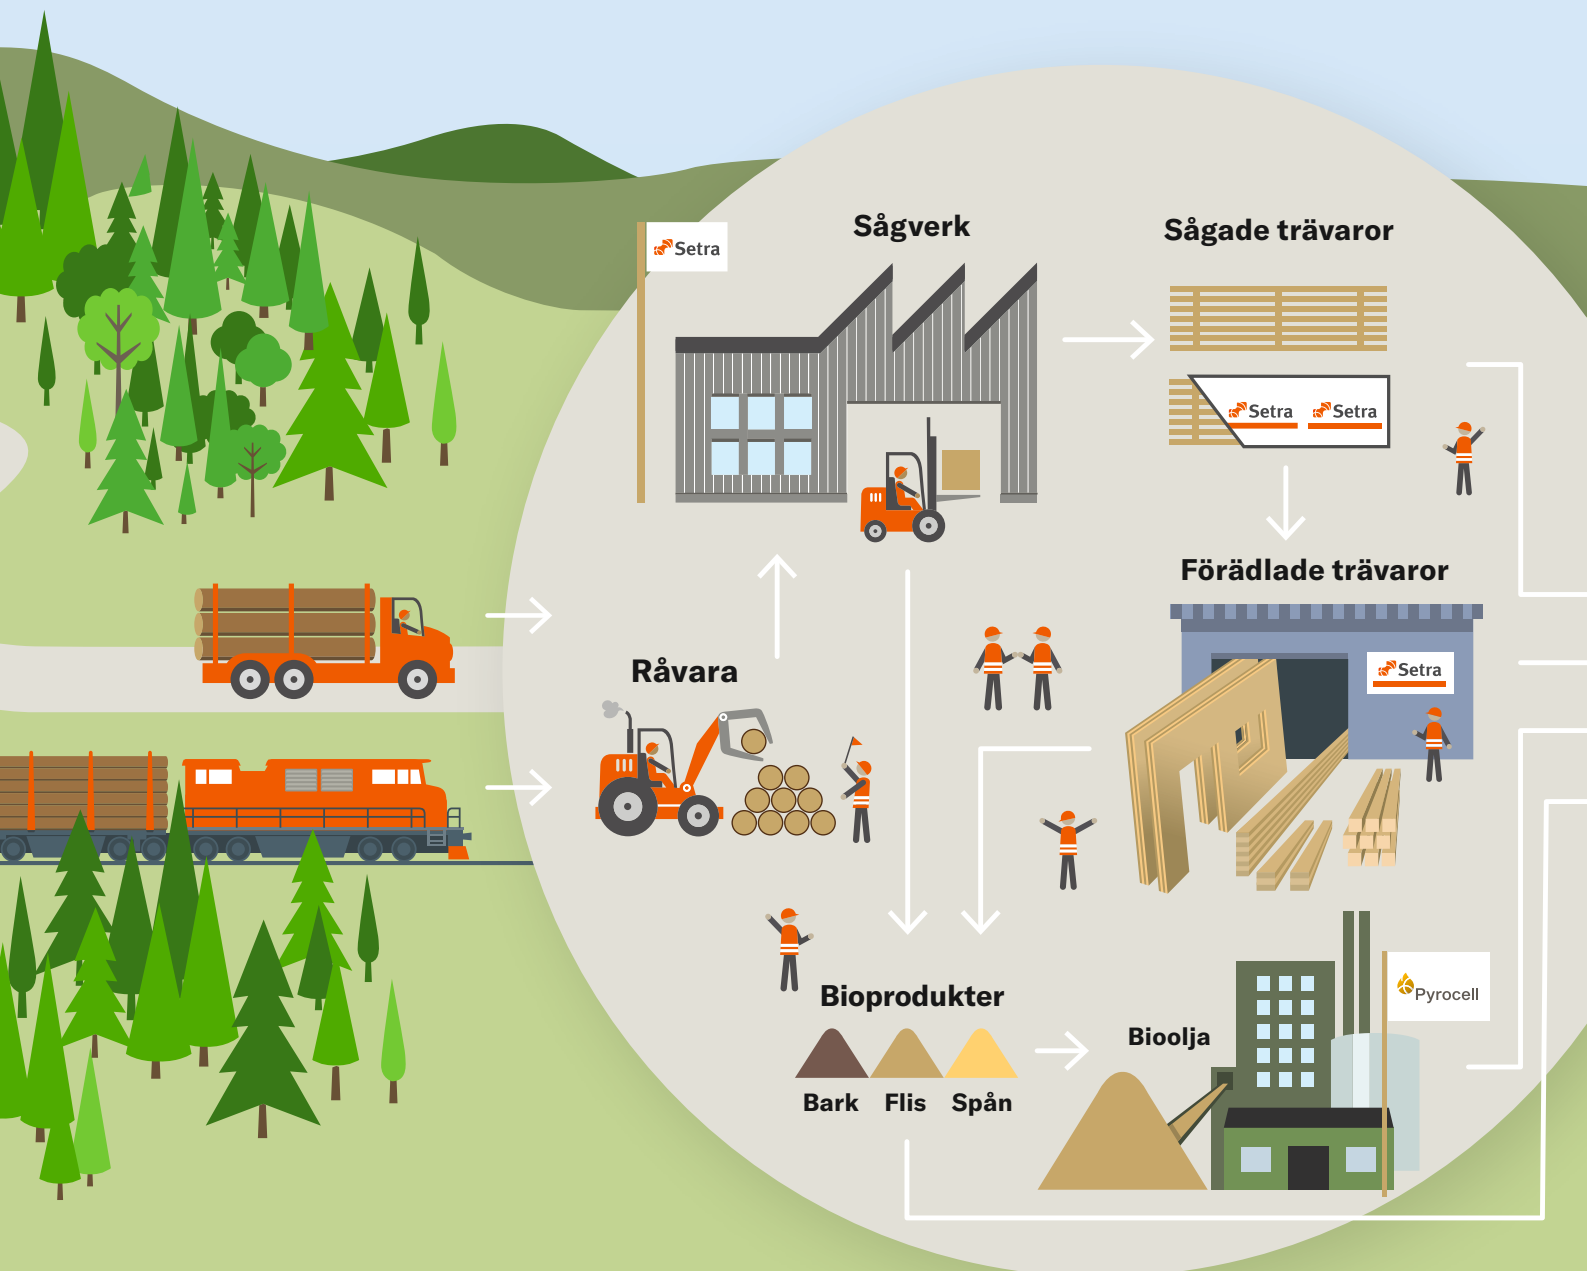 Sågverk
Sågade trävaror
Setra
Setra
Setra
Förädlade trävaror
Setra
Råvara
Bioprodukter
Bark
Flis
Spån
Bioolja
Pyrocell